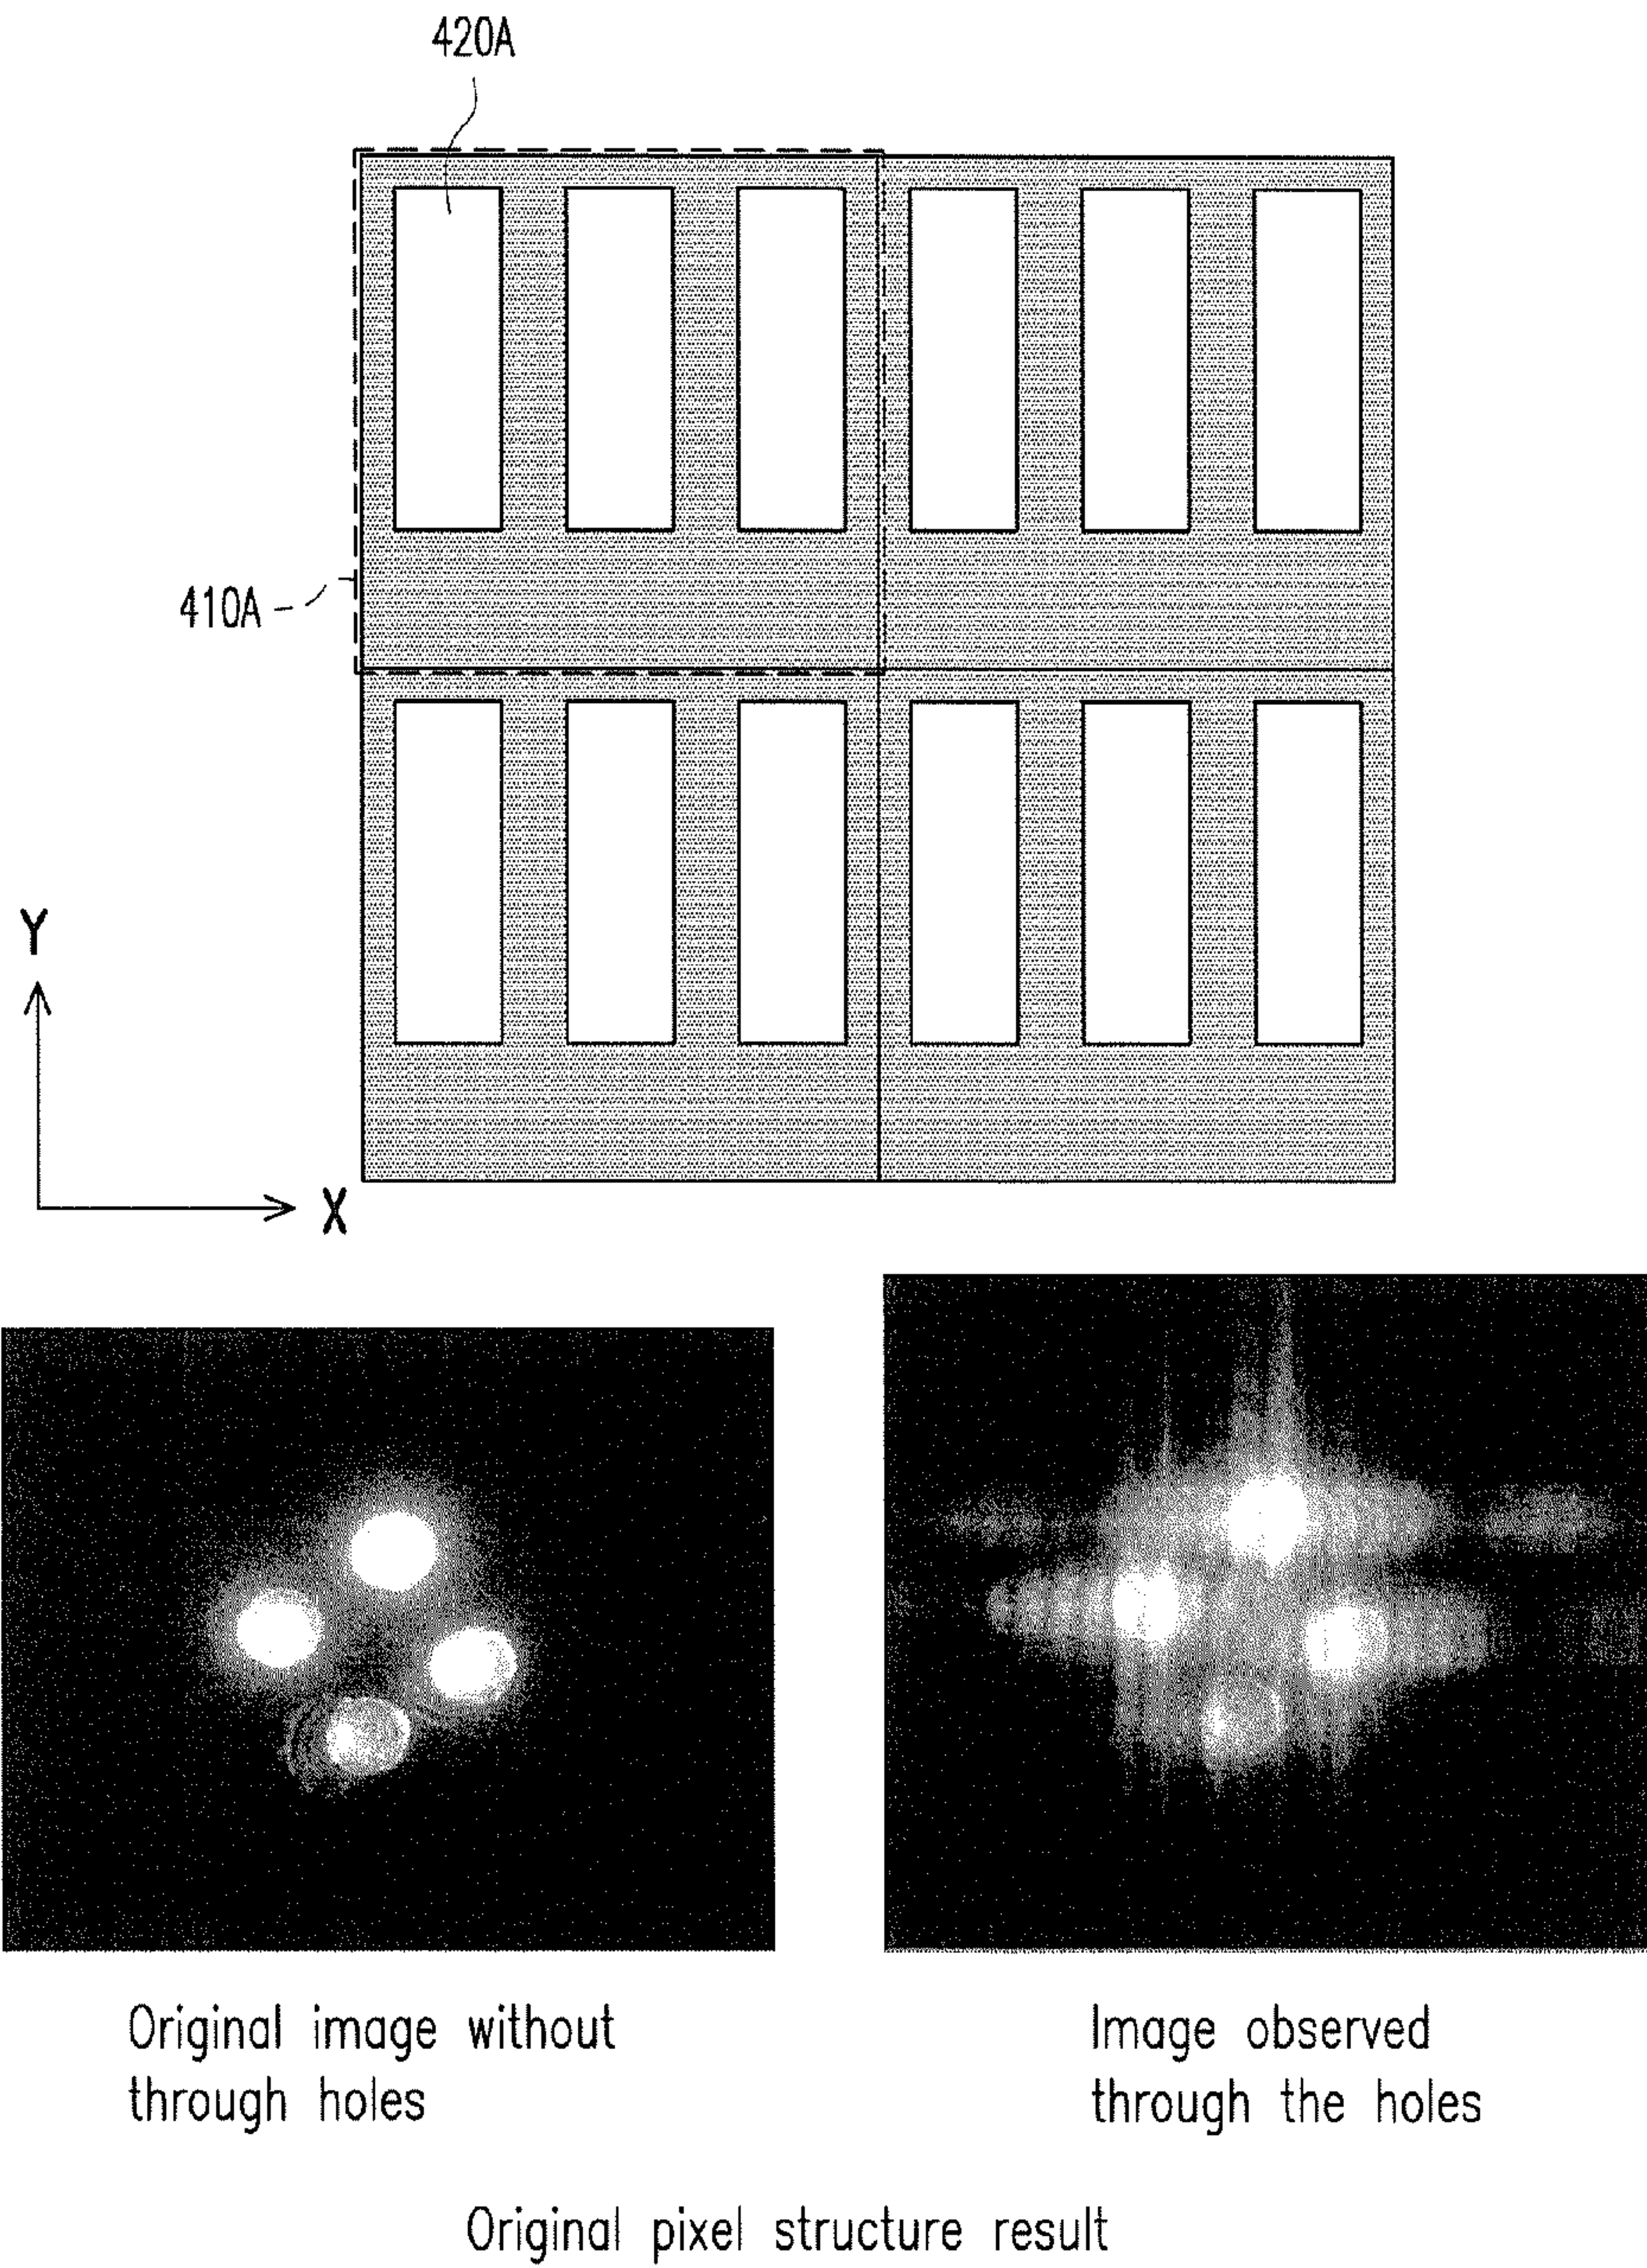 420A
410A
Y
X
Original image without
through holes
Image observed
through the holes
Original pixel structure result